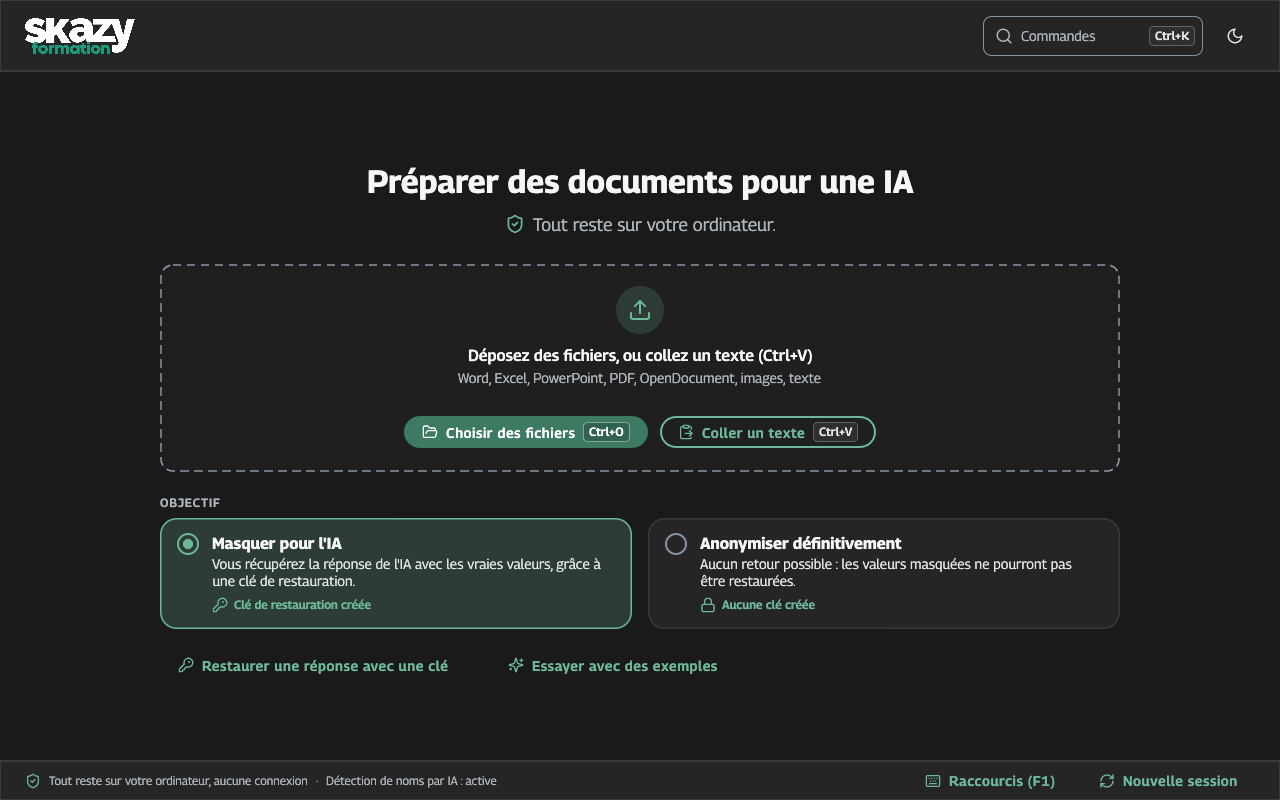 skazy
formation
Commandes Ctrl+K
Préparer des documents pour une IA
Tout reste sur votre ordinateur.
Déposez des fichiers, ou collez un texte (Ctrl+V)
Word, Excel, PowerPoint, PDF, OpenDocument, images, texte
Choisir des fichiers Ctrl+O
Coller un texte Ctrl+V
OBJECTIF
Masquer pour l'IA
Vous récupérez la réponse de l'IA avec les vraies valeurs, grâce à
une clé de restauration.
Clé de restauration créée
Anonymiser définitivement
Aucun retour possible : les valeurs masquées ne pourront pas
être restaurées.
Aucune clé créée
Restaurer une réponse avec une clé
Essayer avec des exemples
Tout reste sur votre ordinateur, aucune connexion · Détection de noms par IA : active
Raccourcis (F1)
Nouvelle session